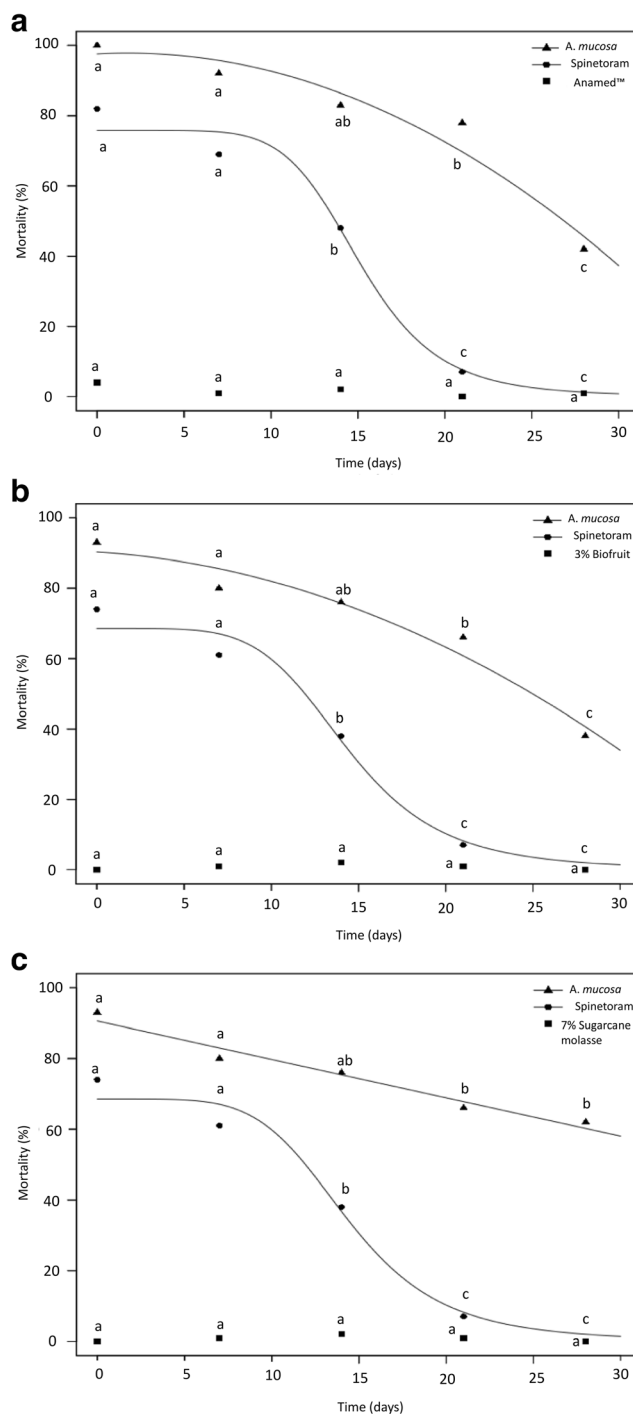 a
100
80
60
40
20
0
Mortality (%)
A. mucosa
Spinetoram
Anamed™
a a ab b c
a a b c c
a a a a a
0 5 10 15 20 25 30
Time (days)
b
100
80
60
40
20
0
Mortality (%)
A. mucosa
Spinetoram
3% Biofruit
a a ab b c
a a b c c
a a a a a
0 5 10 15 20 25 30
Time (days)
c
100
80
60
40
20
0
Mortality (%)
A. mucosa
Spinetoram
7% Sugarcane
molasse
a a ab b b
a a b c c
a a a a a
0 5 10 15 20 25 30
Time (days)